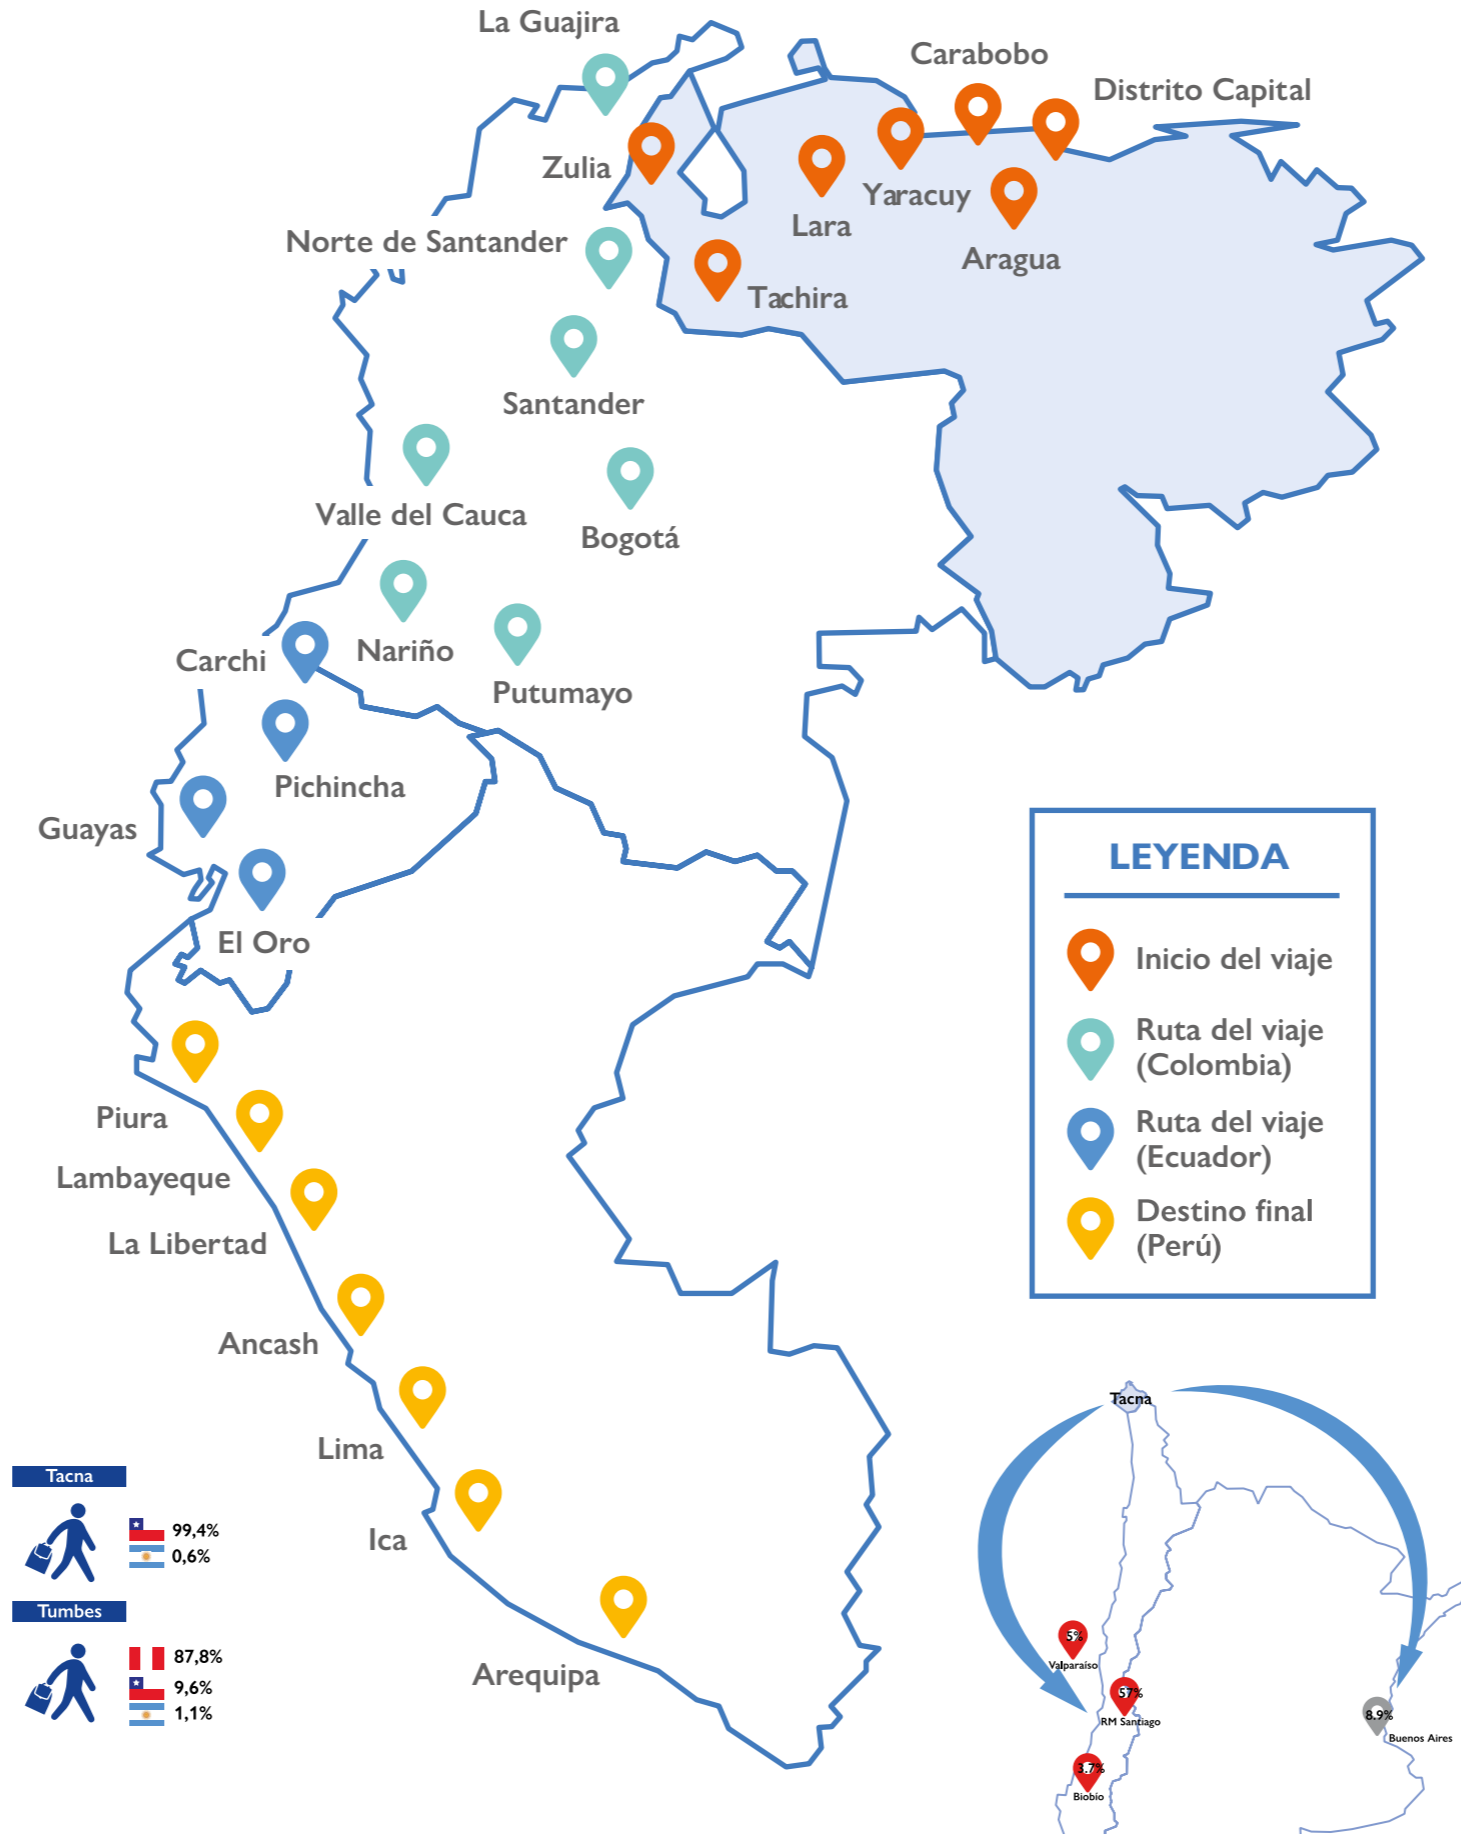 La Guajira
Carabobo
Distrito Capital
Zulia
Yaracuy
Lara
Aragua
Norte de Santander
Tachira
Santander
Valle del Cauca
Bogotá
Nariño
Carchi
Putumayo
Pichincha
Guayas
El Oro
LEYENDA
Inicio del viaje
Ruta del viaje
(Colombia)
Ruta del viaje
(Ecuador)
Destino final
(Perú)
Piura
Lambayeque
La Libertad
Ancash
Lima
Ica
Arequipa
Tacna
99,4%
0,6%
Tumbes
87,8%
9,6%
1,1%
Tacna
5%
Valparaíso
57%
RM Santiago
3.7%
Biobío
8.9%
Buenos Aires